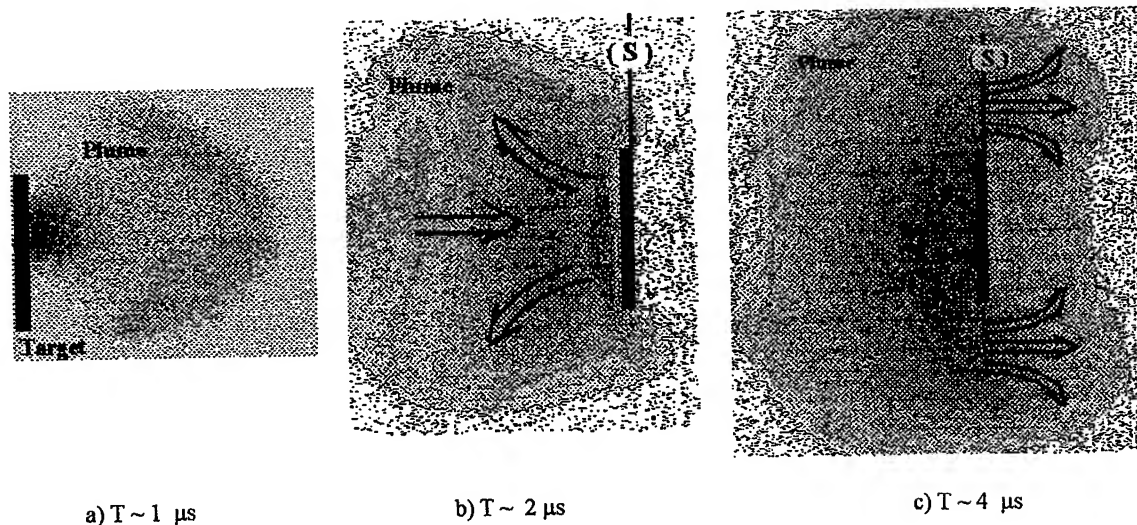 Plume
Target
a) T ~ 1 μs
(S)
Plume
b) T ~ 2 μs
(S)
Plume
c) T ~ 4 μs